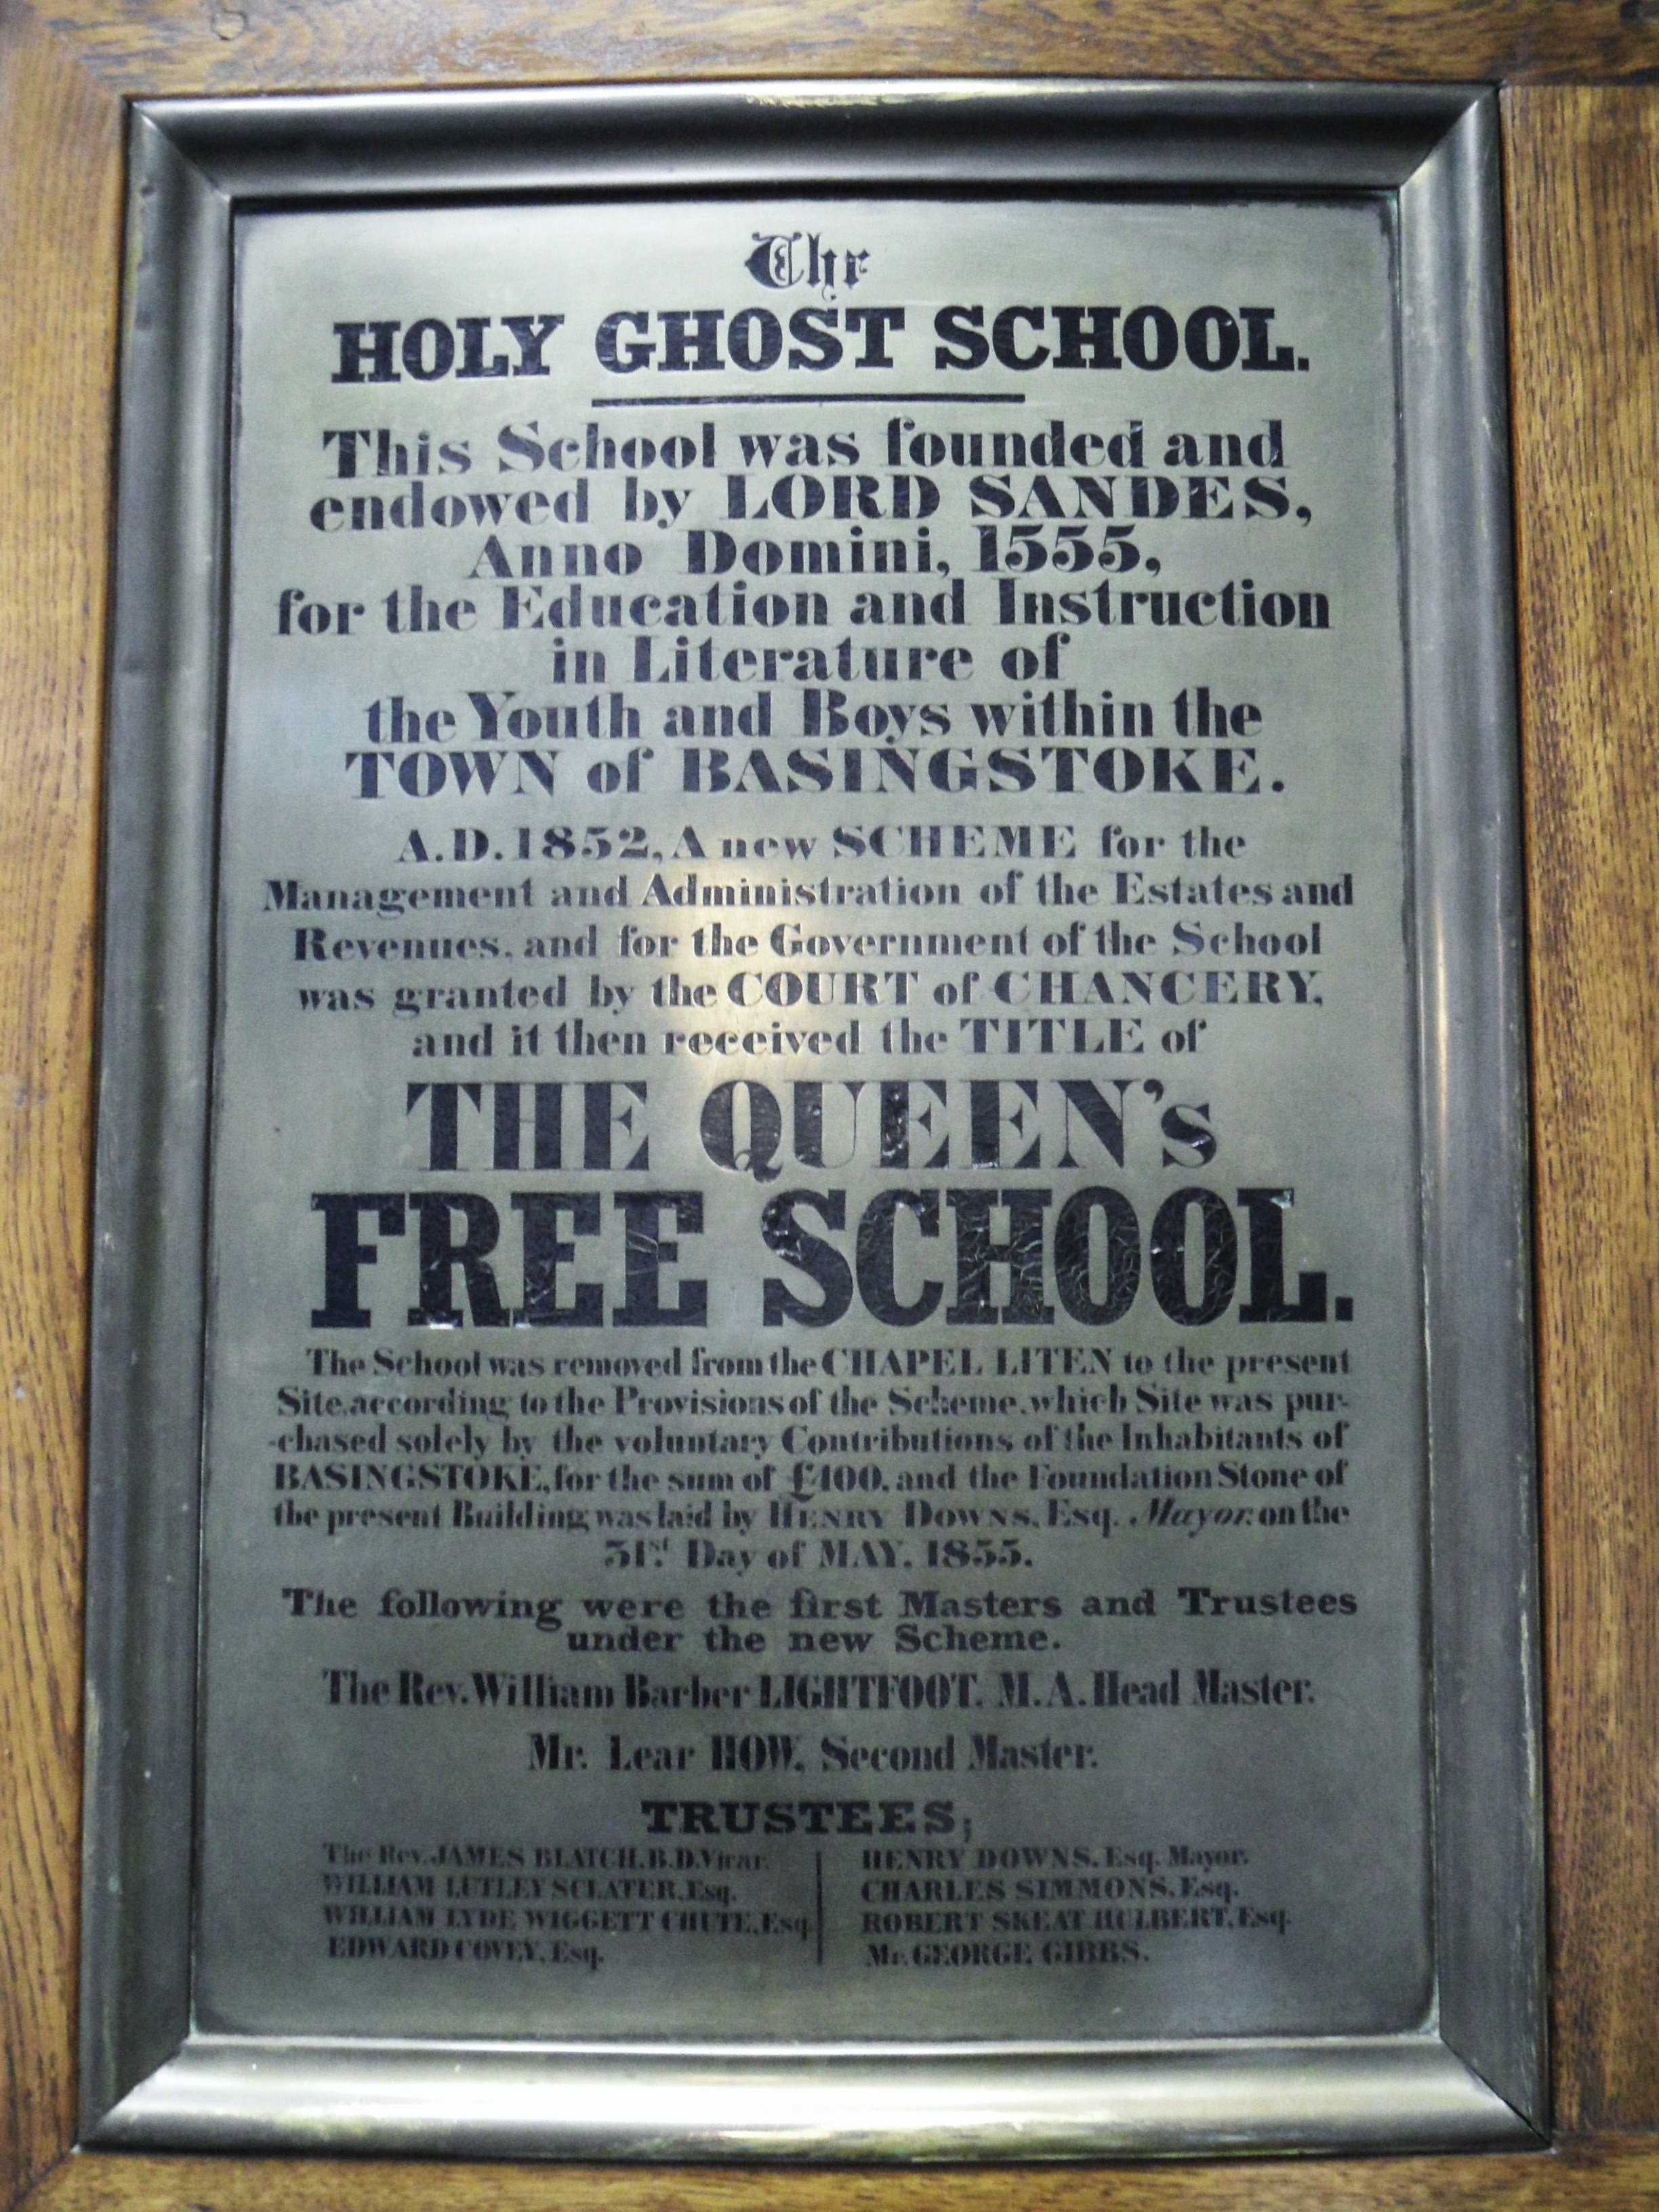 The
HOLY GHOST SCHOOL.
This School was founded and
endowed by LORD SANDES,
Anno Domini, 1555,
for the Education and Instruction
in Literature of
the Youth and Boys within the
TOWN of BASINGSTOKE.
A.D. 1852, A new SCHEME for the
Management and Administration of the Estates and
Revenues, and for the Government of the School
was granted by the COURT of CHANCERY,
and it then received the TITLE of
THE QUEEN's
FREE SCHOOL.
The School was removed from the CHAPEL LITEN to the present
Site, according to the Provisions of the Scheme, which Site was pur-
-chased solely by the voluntary Contributions of the Inhabitants of
BASINGSTOKE, for the sum of £400, and the Foundation Stone of
the present Building was laid by HENRY DOWNS, Esq. Mayor, on the
31st Day of MAY, 1855.
The following were the first Masters and Trustees
under the new Scheme.
The Rev. William Barber LIGHTFOOT, M.A. Head Master.
Mr. Lear HOW, Second Master.
TRUSTEES;
The Rev. JAMES BLATCH, B.D. Vicar.
WILLIAM LUTLEY SCLATER, Esq.
WILLIAM LYDE WIGGETT CHUTE, Esq.
EDWARD COVEY, Esq.
HENRY DOWNS, Esq. Mayor.
CHARLES SIMMONS, Esq.
ROBERT SKEAT HULBERT, Esq.
Mr. GEORGE GIBBS.